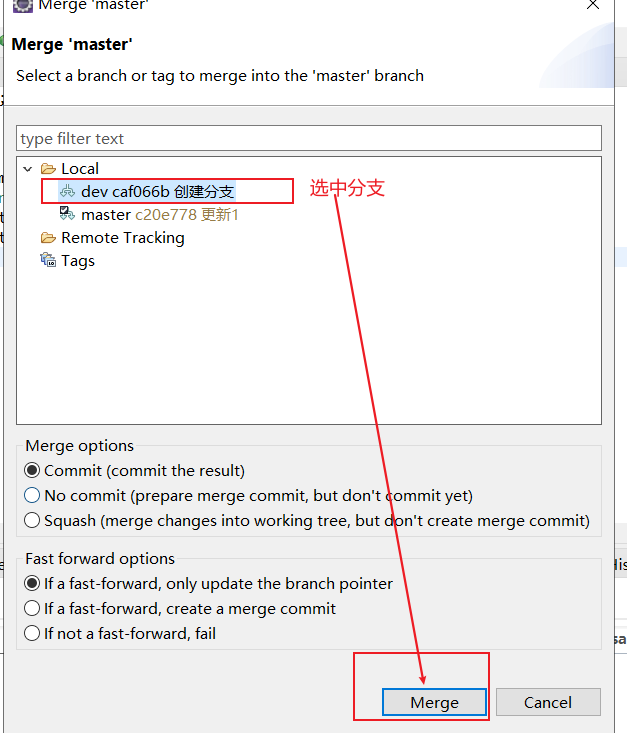 Merge 'master'
Merge 'master'
Select a branch or tag to merge into the 'master' branch
type filter text
Local
dev caf066b 创建分支
选中分支
master c20e778 更新1
Remote Tracking
Tags
Merge options
Commit (commit the result)
No commit (prepare merge commit, but don't commit yet)
Squash (merge changes into working tree, but don't create merge commit)
Fast forward options
If a fast-forward, only update the branch pointer
If a fast-forward, create a merge commit
If not a fast-forward, fail
Merge
Cancel